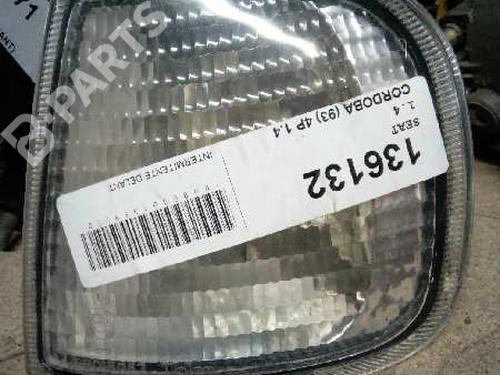 136132
SEAT
1.4
CORDOBA (93) 4P 1.4
INTERMITENTE DELANT
B-PARTS